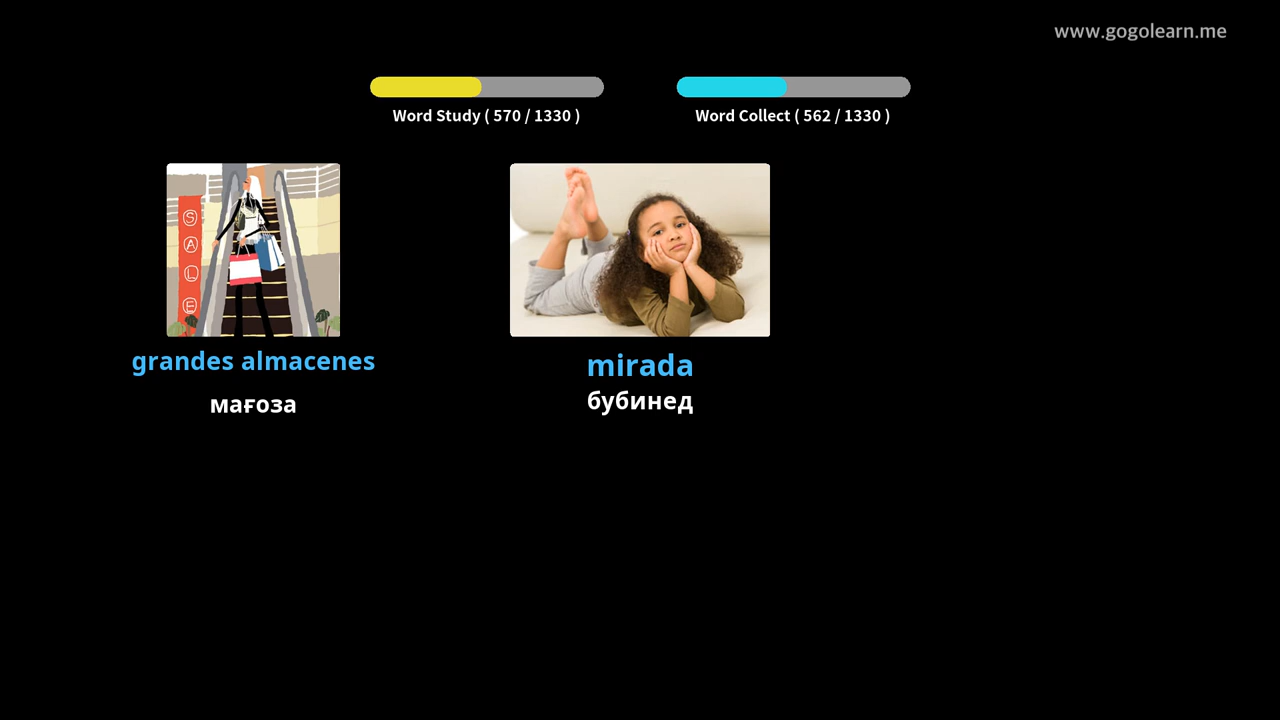 www.gogolearn.me
Word Study ( 570 / 1330 )
Word Collect ( 562 / 1330 )
S
A
L
E
grandes almacenes
мағоза
mirada
бубинед